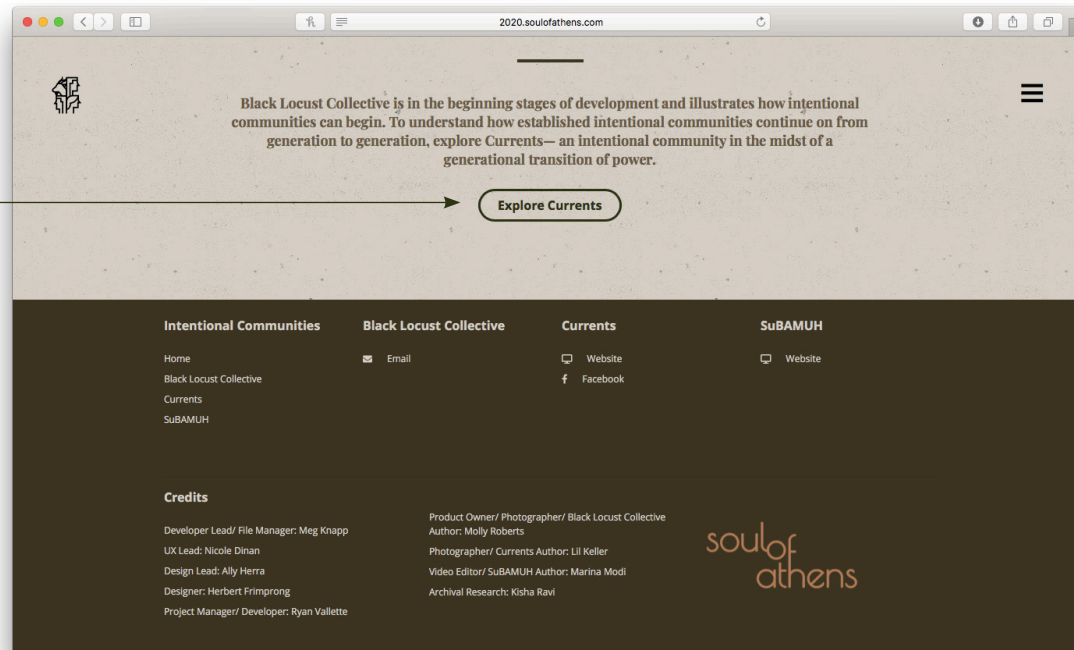 2020.soulofathens.com
Black Locust Collective is in the beginning stages of development and illustrates how intentional
communities can begin. To understand how established intentional communities continue on from
generation to generation, explore Currents— an intentional community in the midst of a
generational transition of power.
Explore Currents
Intentional Communities
Home
Black Locust Collective
Currents
SuBAMUH
Black Locust Collective
Email
Currents
Website
Facebook
SuBAMUH
Website
Credits
Developer Lead/ File Manager: Meg Knapp
UX Lead: Nicole Dinan
Design Lead: Ally Herra
Designer: Herbert Frimprong
Project Manager/ Developer: Ryan Vallette
Product Owner/ Photographer/ Black Locust Collective
Author: Molly Roberts
Photographer/ Currents Author: Lil Keller
Video Editor/ SuBAMUH Author: Marina Modi
Archival Research: Kisha Ravi
soul of
athens